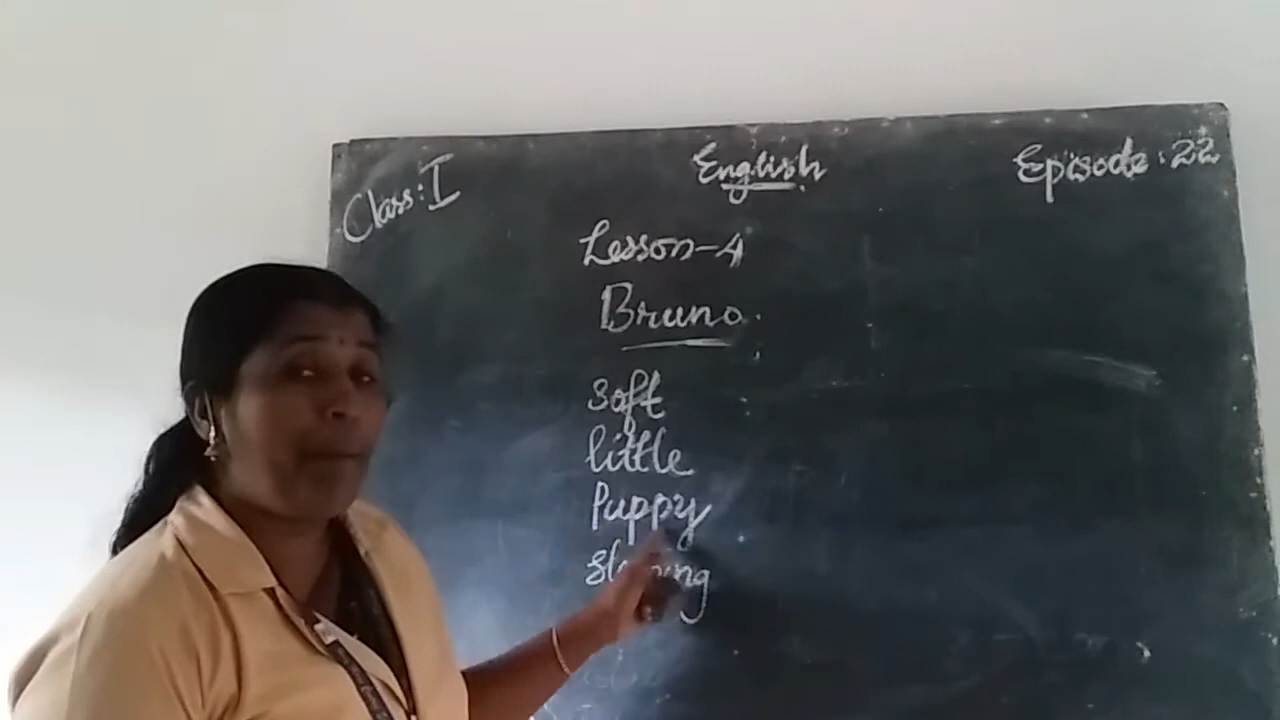 Class: I English Episode: 22
Lesson-4
Bruno.
soft
little
Puppy